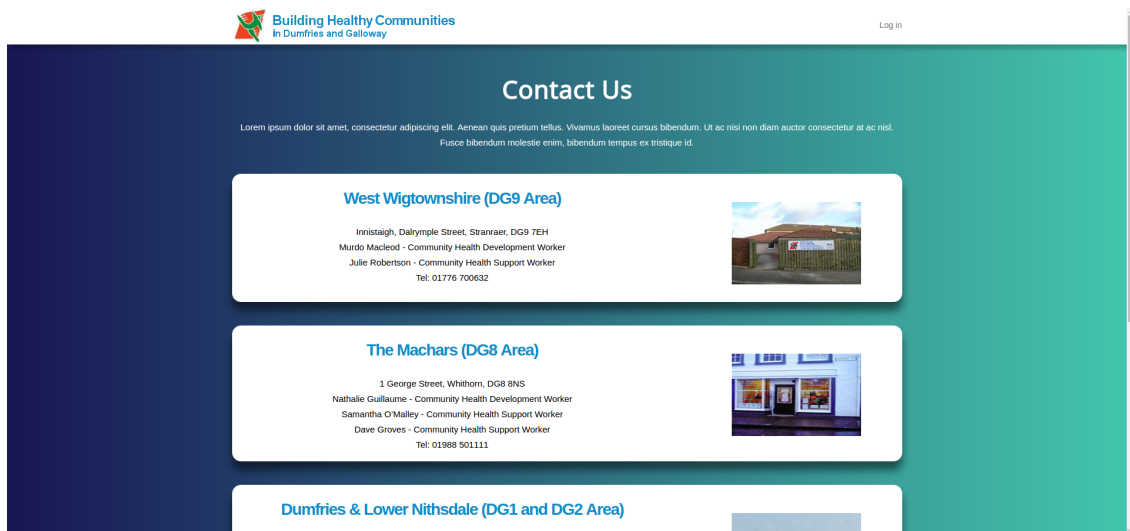 Building Healthy Communities
in Dumfries and Galloway
Log in
Contact Us
Lorem ipsum dolor sit amet, consectetur adipiscing elit. Aenean quis pretium tellus. Vivamus laoreet cursus bibendum. Ut ac nisi non diam auctor consectetur at ac nisl.
Fusce bibendum molestie enim, bibendum tempus ex tristique id.
West Wigtownshire (DG9 Area)
Innistaigh, Dalrymple Street, Stranraer, DG9 7EH
Murdo Macleod - Community Health Development Worker
Julie Robertson - Community Health Support Worker
Tel: 01776 700632
The Machars (DG8 Area)
1 George Street, Whithorn, DG8 8NS
Nathalie Guillaume - Community Health Development Worker
Samantha O'Malley - Community Health Support Worker
Dave Groves - Community Health Support Worker
Tel: 01988 501111
Dumfries & Lower Nithsdale (DG1 and DG2 Area)